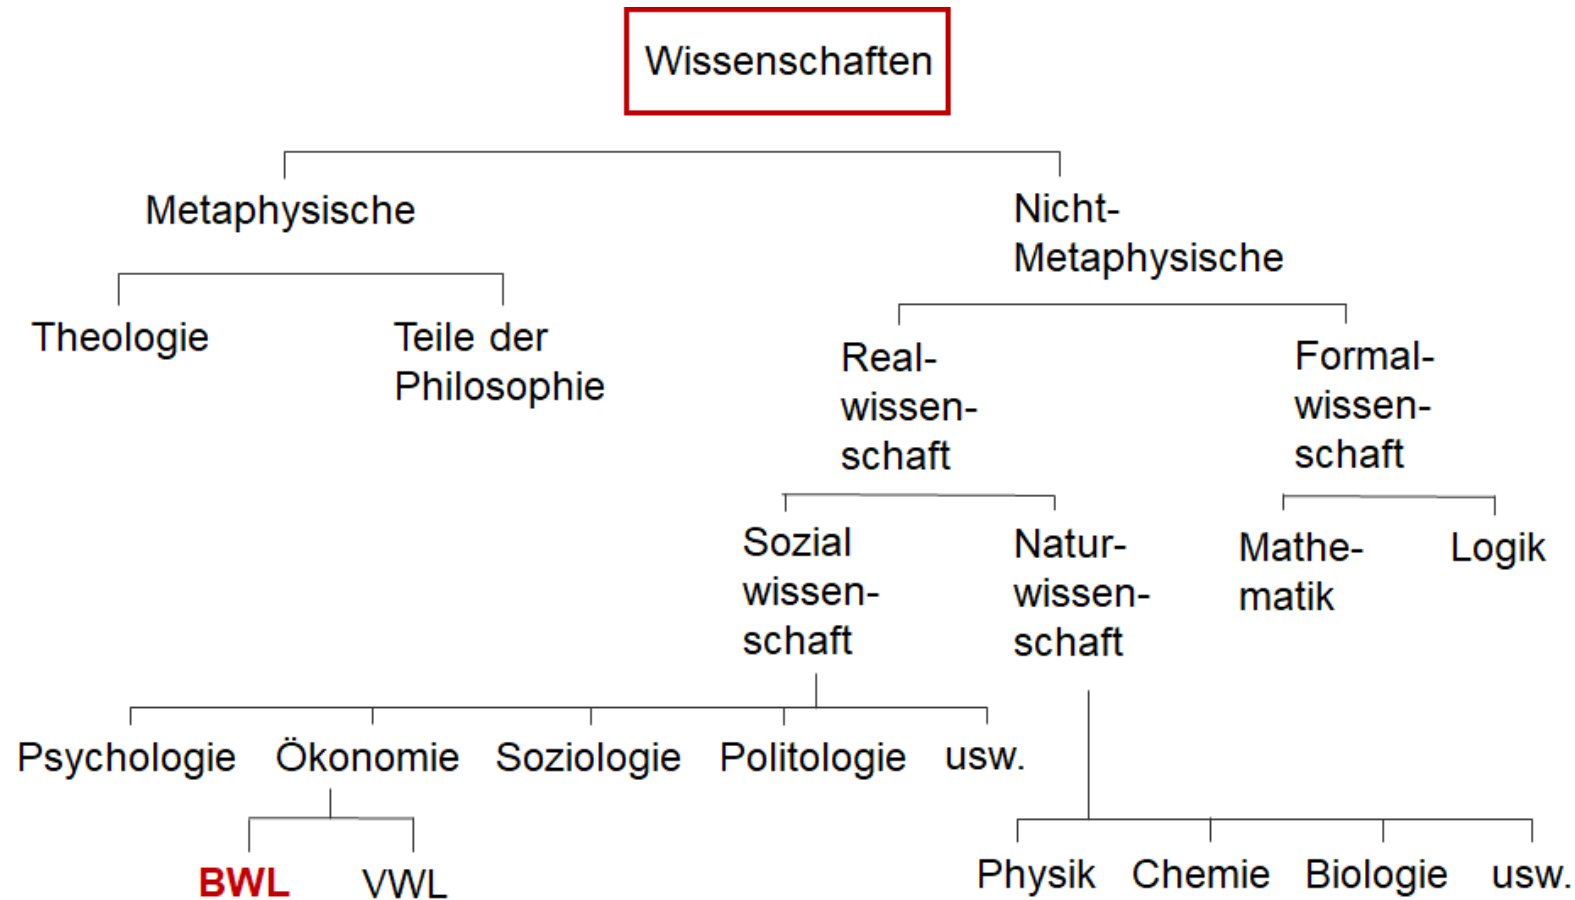 Wissenschaften
Metaphysische
Nicht-
Metaphysische
Theologie
Teile der
Philosophie
Real-
wissen-
schaft
Formal-
wissen-
schaft
Sozial
wissen-
schaft
Natur-
wissen-
schaft
Mathe-
matik
Logik
Psychologie
Ökonomie
Soziologie
Politologie
usw.
BWL
VWL
Physik
Chemie
Biologie
usw.